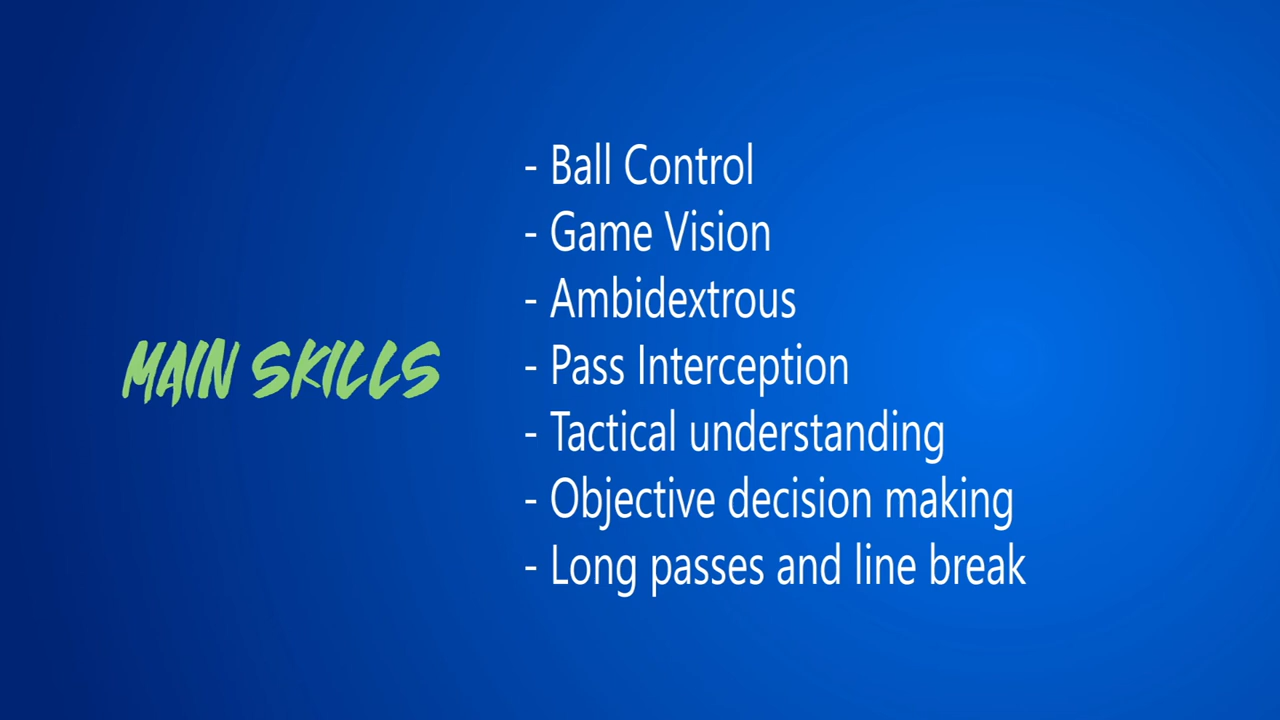 MAIN SKILLS
- Ball Control
- Game Vision
- Ambidextrous
- Pass Interception
- Tactical understanding
- Objective decision making
- Long passes and line break